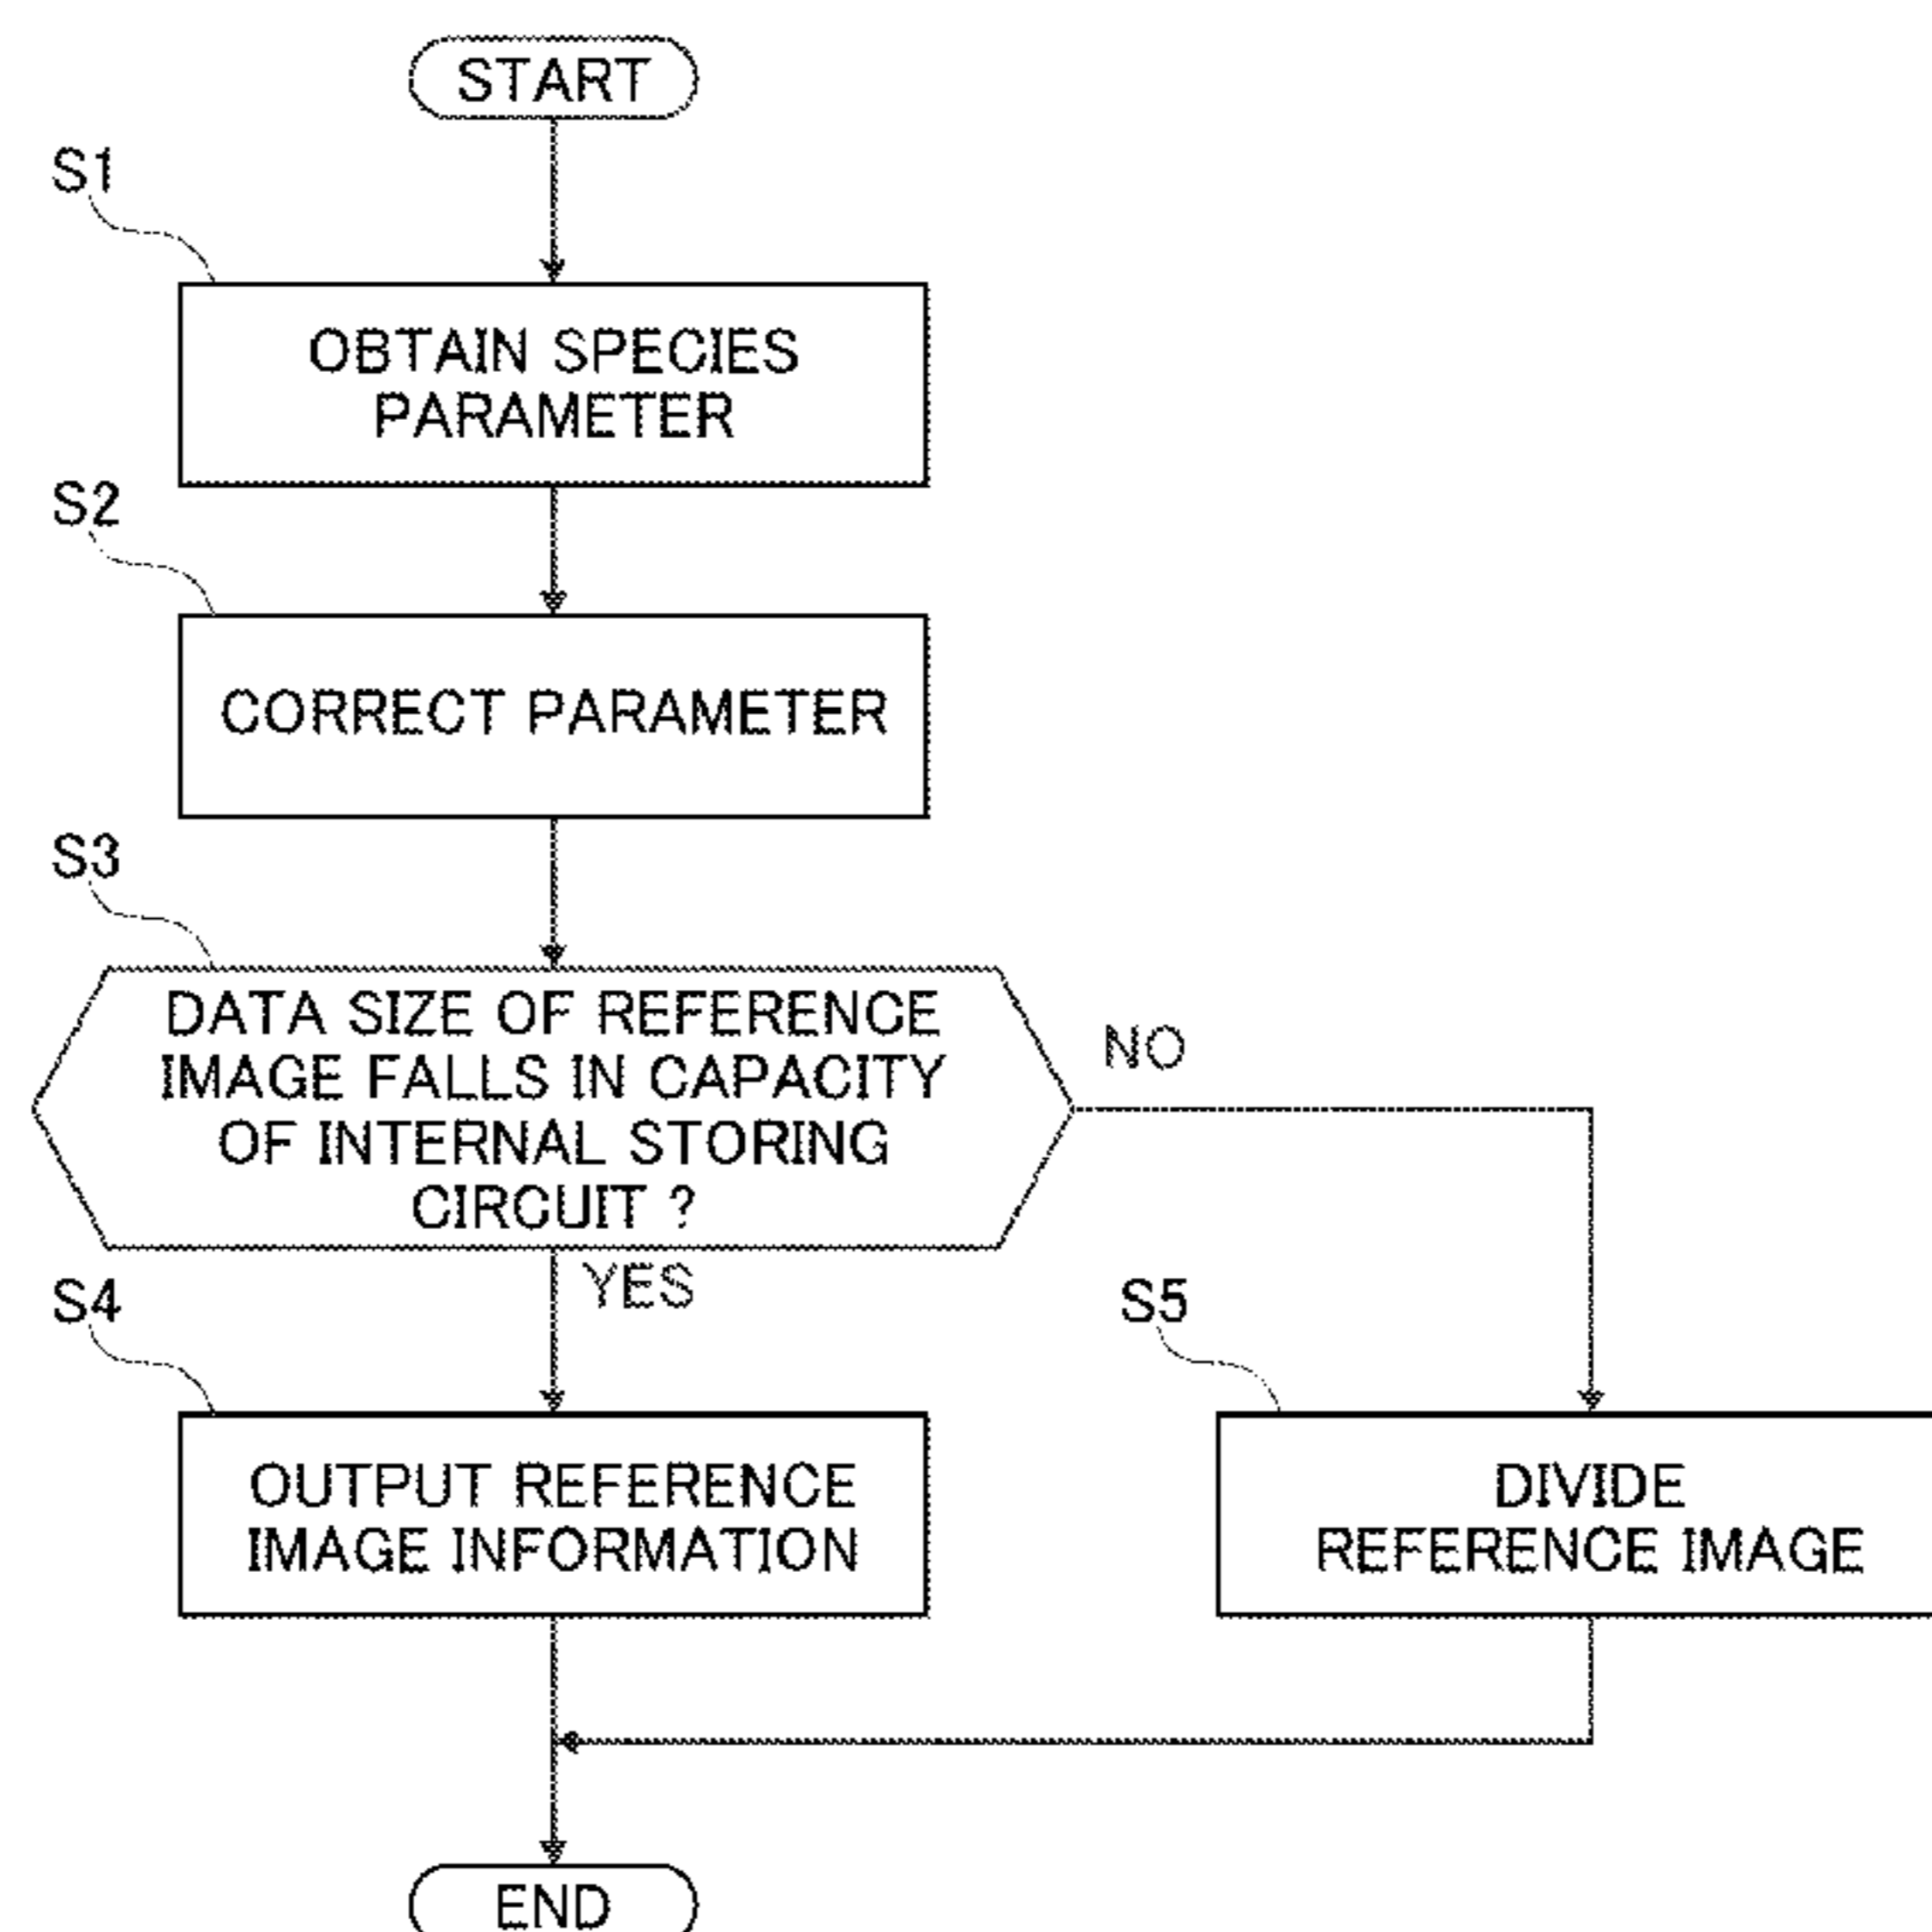 START
S1
OBTAIN SPECIES
PARAMETER
S2
CORRECT PARAMETER
S3
DATA SIZE OF REFERENCE
IMAGE FALLS IN CAPACITY
OF INTERNAL STORING
CIRCUIT ?
NO
YES
S4
OUTPUT REFERENCE
IMAGE INFORMATION
S5
DIVIDE
REFERENCE IMAGE
END